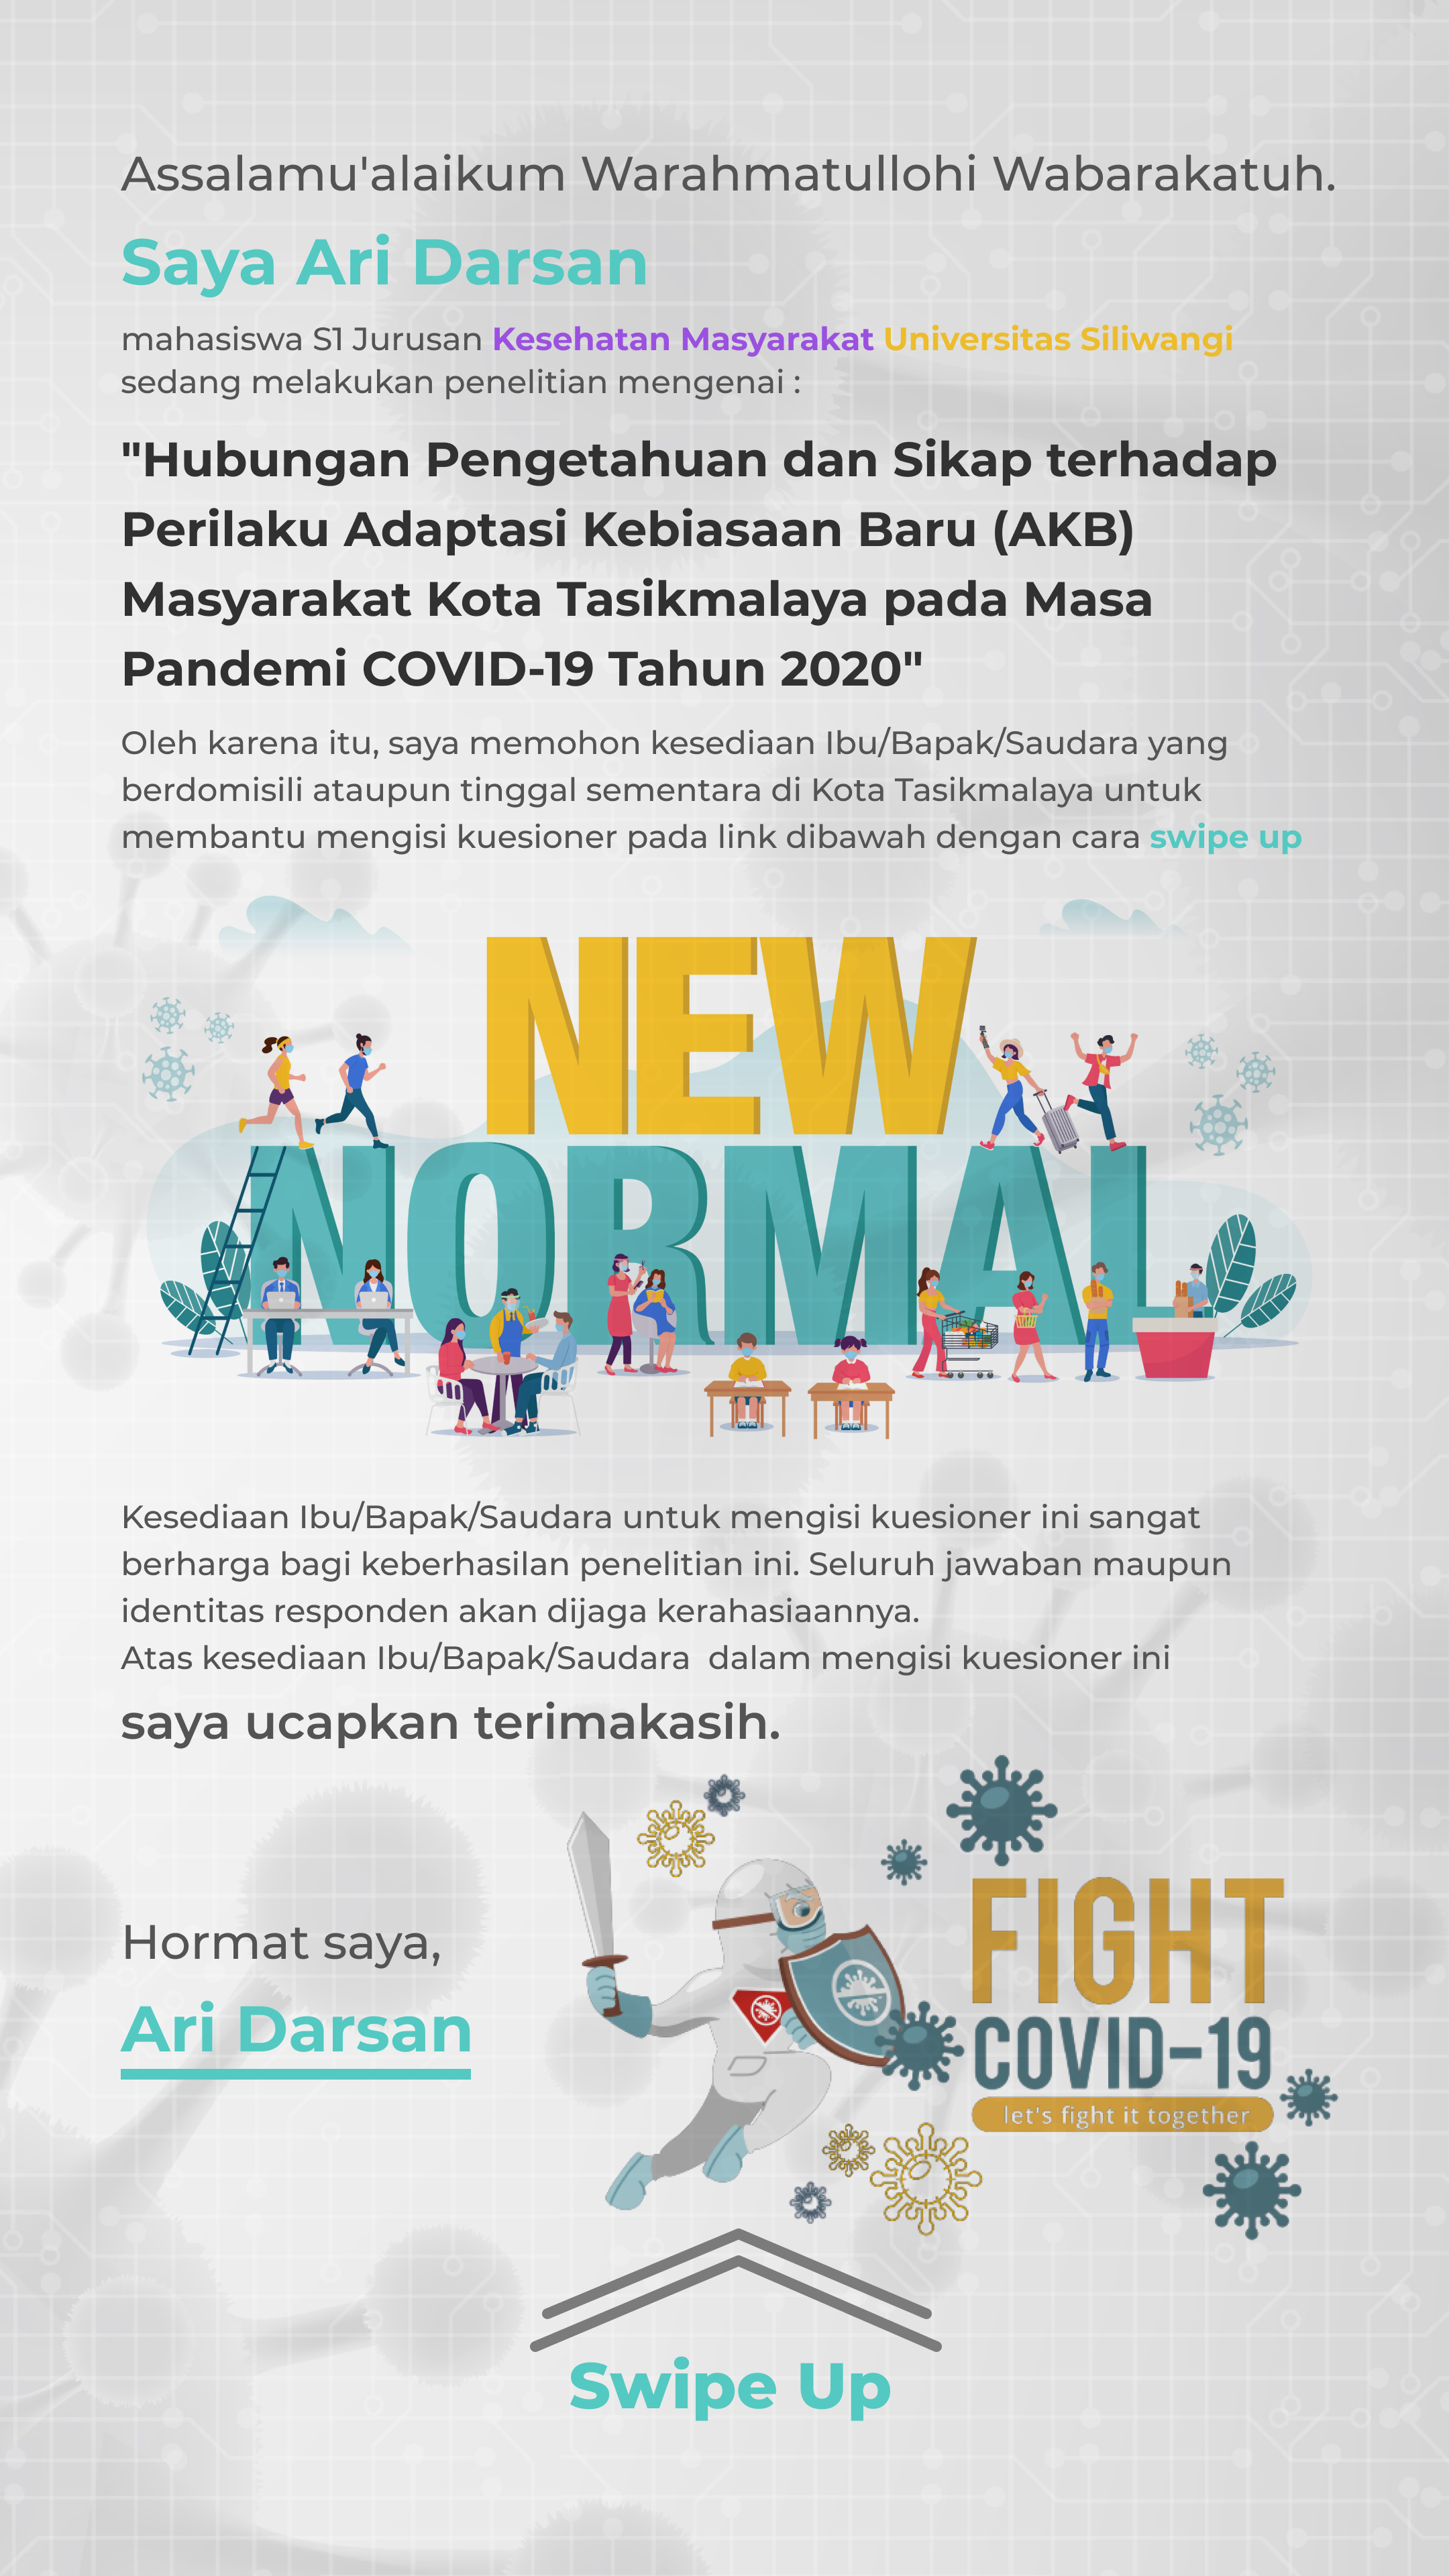 Assalamu'alaikum Warahmatullohi Wabarakatuh.
Saya Ari Darsan
mahasiswa S1 Jurusan Kesehatan Masyarakat Universitas Siliwangi
sedang melakukan penelitian mengenai :
"Hubungan Pengetahuan dan Sikap terhadap
Perilaku Adaptasi Kebiasaan Baru (AKB)
Masyarakat Kota Tasikmalaya pada Masa
Pandemi COVID-19 Tahun 2020"
Oleh karena itu, saya memohon kesediaan Ibu/Bapak/Saudara yang
berdomisili ataupun tinggal sementara di Kota Tasikmalaya untuk
membantu mengisi kuesioner pada link dibawah dengan cara swipe up
NEW
NORMAL
Kesediaan Ibu/Bapak/Saudara untuk mengisi kuesioner ini sangat
berharga bagi keberhasilan penelitian ini. Seluruh jawaban maupun
identitas responden akan dijaga kerahasiaannya.
Atas kesediaan Ibu/Bapak/Saudara  dalam mengisi kuesioner ini
saya ucapkan terimakasih.
Hormat saya,
Ari Darsan
FIGHT
COVID-19
let's fight it together
Swipe Up